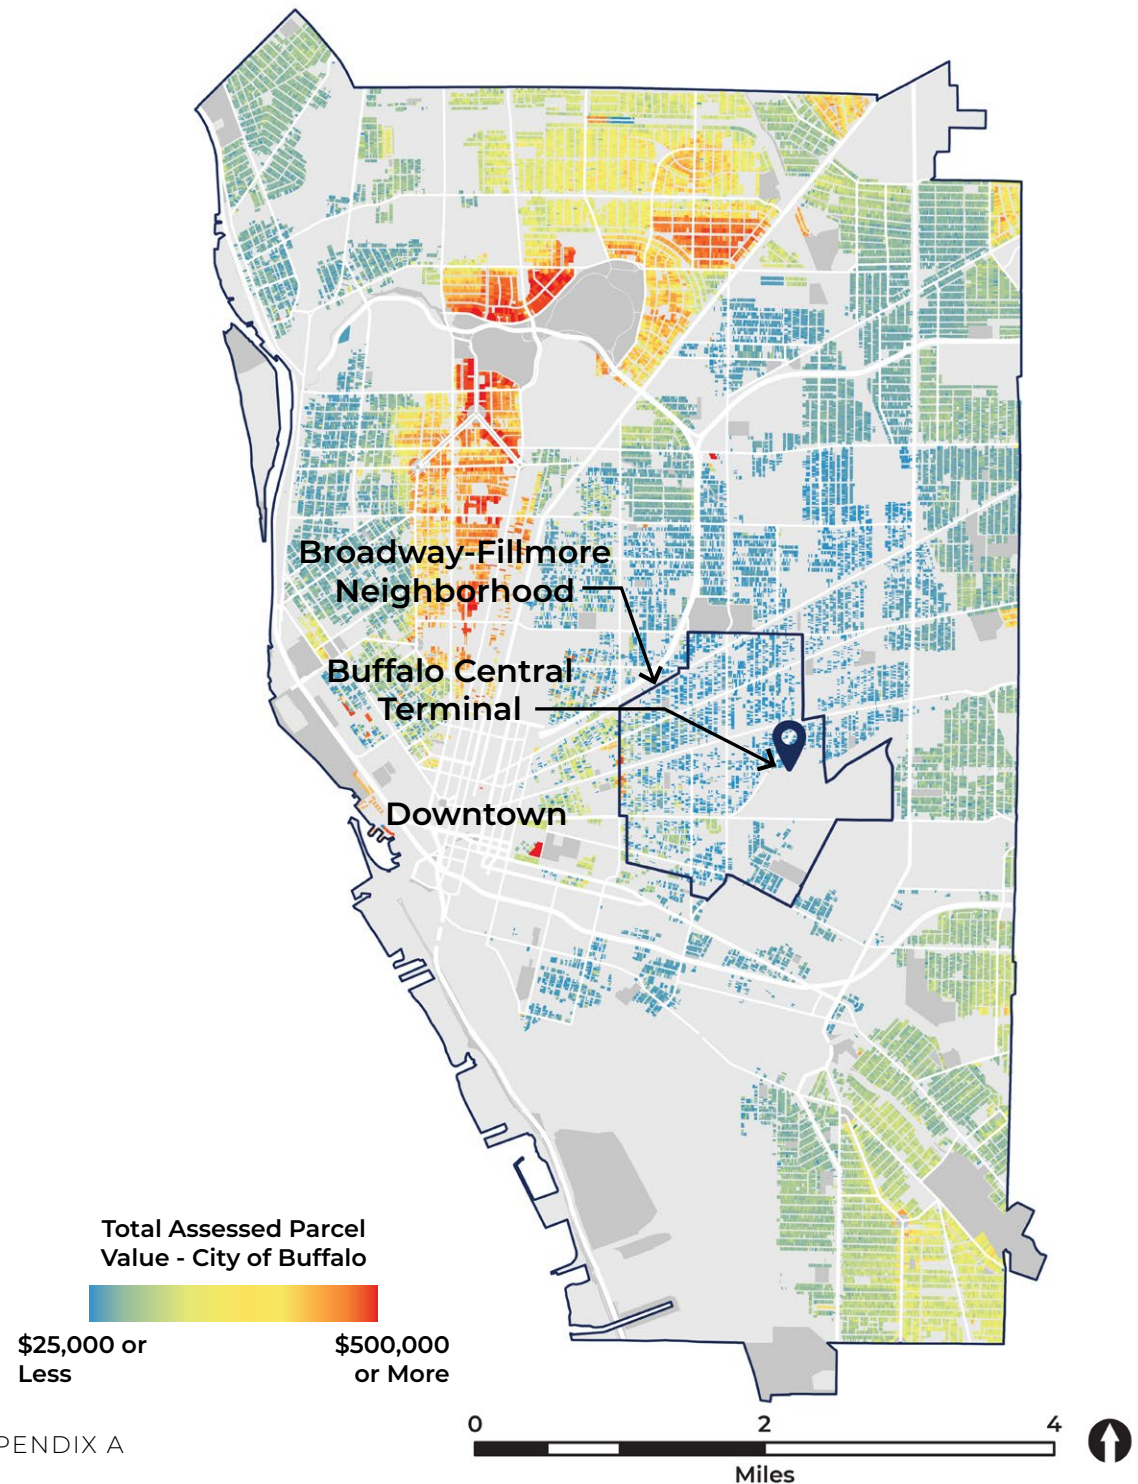 Broadway-Fillmore
Neighborhood
Buffalo Central
Terminal
Downtown
Total Assessed Parcel
Value - City of Buffalo
$25,000 or
Less
$500,000
or More
0 2 4
Miles
PENDIX A